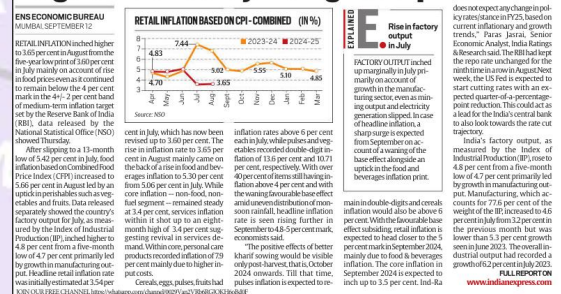 ENS ECONOMIC BUREAU
MUMBAI, SEPTEMBER 12
RETAIL INFLATION inched higher
to 3.65 per cent in August from the
five-year low print of 3.60 per cent
in July mainly on account of rise
in food prices even as it continued
to remain below the 4 per cent
mark in the 4+/- 2 per cent band
of medium-term inflation target
set by the Reserve Bank of India
(RBI), data released by the
National Statistical Office (NSO)
showed Thursday.
After slipping to a 13-month
low of 5.42 per cent in July, food
inflation based on Combined Food
Price Index (CFPI) increased to
5.66 per cent in August led by an
uptick in perishables such as veg-
etables and fruits. Data released
separately showed the country's
factory output for July, as meas-
ured by the Index of Industrial
Production (IIP), inched higher to
4.8 per cent from a five-month
low of 4.7 per cent primarily led
by growth in manufacturing out-
put. Headline retail inflation rate
was initially estimated at 3.54 per
RETAIL INFLATION BASED ON CPI - COMBINED (IN %)
2023-24 2024-25
8
7
6
5
4
3
4.83
7.44
4.70
5.02
3.65
5.55
5.10
4.85
Apr
May
Jun
Jul
Aug
Sept
Oct
Nov
Dec
Jan
Feb
Mar
Source: NSO
cent in July, which has now been
revised up to 3.60 per cent. The
rise in inflation rate to 3.65 per
cent in August mainly came on
the back of a rise in food and bev-
erages inflation to 5.30 per cent
from 5.06 per cent in July. While
core inflation – non-food, non-
fuel segment – remained steady
at 3.4 per cent, services inflation
within it shot up to an eight-
month high of 3.4 per cent sug-
gesting revival in services de-
mand. Within core, personal care
products recorded inflation of 7.9
per cent mainly due to higher in-
put costs.
Cereals, eggs, pulses, fruits had
inflation rates above 6 per cent
each in July, while pulses and veg-
etables recorded double-digit in-
flation of 13.6 per cent and 10.71
per cent, respectively. With over
40 per cent of items still having in-
flation above 4 per cent and with
the waning favourable base effect
amid uneven distribution of mon-
soon rainfall, headline inflation
rate is seen rising further in
September to 4.8-5 per cent mark,
economists said.
"The positive effects of better
kharif sowing would be visible
only post-harvest, that is, October
2024 onwards. Till that time,
pulses inflation is expected to re-
EXPLAINED
E.
Rise in factory
output
in July
FACTORY OUTPUT inched
up marginally in July pri-
marily on account of
growth in the manufac-
turing sector, even as min-
ing output and electricity
generation slipped. In case
of headline inflation, a
sharp surge is expected
from September on ac-
count of a waning of the
base effect alongside an
uptick in the food and
beverages inflation print.
main in double-digits and cereals
inflation would also be above 6
per cent. With the favourable base
effect subsiding, retail inflation is
expected to head closer to the 5
per cent mark in September 2024,
mainly due to food & beverages
inflation. The core inflation in
September 2024 is expected to
inch up to 3.5 per cent. Ind-Ra
does not expect any change in pol-
icy rates/stance in FY25, based on
current inflationary and growth
trends," Paras Jasrai, Senior
Economic Analyst, India Ratings
& Research said. The RBI had kept
the repo rate unchanged for the
ninth time in a row in August. Next
week, the US Fed is expected to
start cutting rates with an ex-
pected quarter-of-a-percentage-
point reduction. This could act as
a lead for the India's central bank
to also look towards the rate cut
trajectory.
India's factory output, as
measured by the Index of
Industrial Production (IIP), rose to
4.8 per cent from a five-month
low of 4.7 per cent primarily led
by growth in manufacturing out-
put. Manufacturing, which ac-
counts for 77.6 per cent of the
weight of the IIP, increased to 4.6
per cent in July from 3.2 per cent in
the previous month but was
lower than 5.3 per cent growth
seen in June 2023. The overall in-
dustrial output had recorded a
growth of 6.2 per cent in July 2023.
FULL REPORT ON
www.indianexpress.com
JOIN OUR FREE CHANNEL